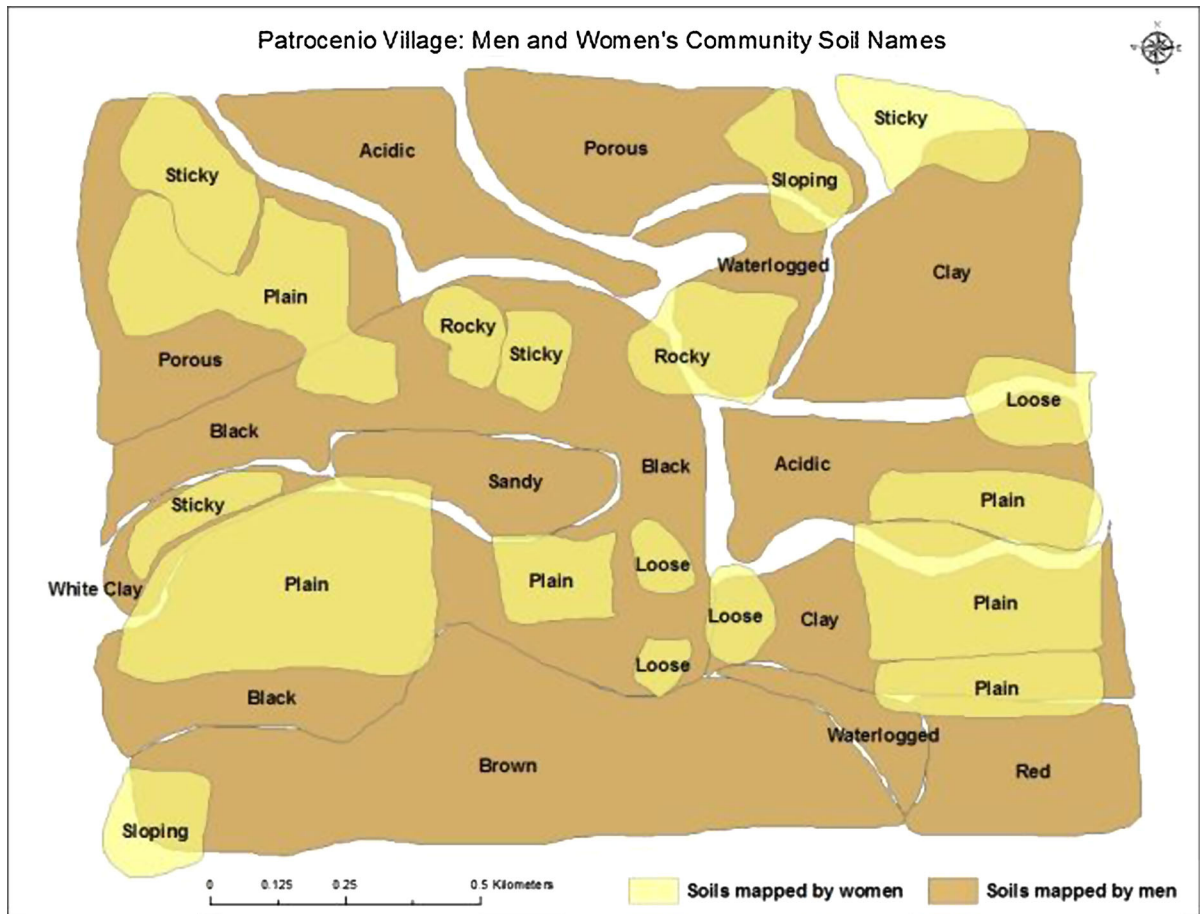 Patrocenio Village: Men and Women's Community Soil Names
N
E
S
Sticky
Acidic
Porous
Sticky
Sloping
Waterlogged
Clay
Plain
Rocky
Sticky
Rocky
Porous
Loose
Black
Black
Acidic
Sandy
Plain
Sticky
White Clay
Plain
Plain
Loose
Loose
Clay
Plain
Loose
Plain
Black
Waterlogged
Brown
Red
Sloping
0 0.125 0.25 0.5 Kilometers
Soils mapped by women
Soils mapped by men